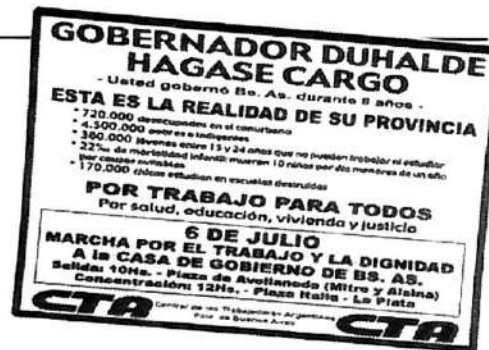 GOBERNADOR DUHALDE
HAGASE CARGO
- Usted gobernó Bs. As. durante 8 años -
ESTA ES LA REALIDAD DE SU PROVINCIA
* 720.000 desocupados en el conurbano
* 4.500.000 pobres e indigentes
* 380.000 jóvenes entre 15 y 24 años que no pueden trabajar ni estudiar
* 22‰ de mortalidad infantil: mueren 10 niños por día menores de un año
por causas evitables
* 170.000 chicos estudian en escuelas destruidas
POR TRABAJO PARA TODOS
Por salud, educación, vivienda y justicia
6 DE JULIO
MARCHA POR EL TRABAJO Y LA DIGNIDAD
A la CASA DE GOBIERNO DE BS. AS.
Salida: 10Hs. - Plaza de Avellaneda (Mitre y Alsina)
Concentración: 12Hs. - Plaza Italia - La Plata
CTA Central de los Trabajadores Argentinos CTA
Pcia. de Buenos Aires